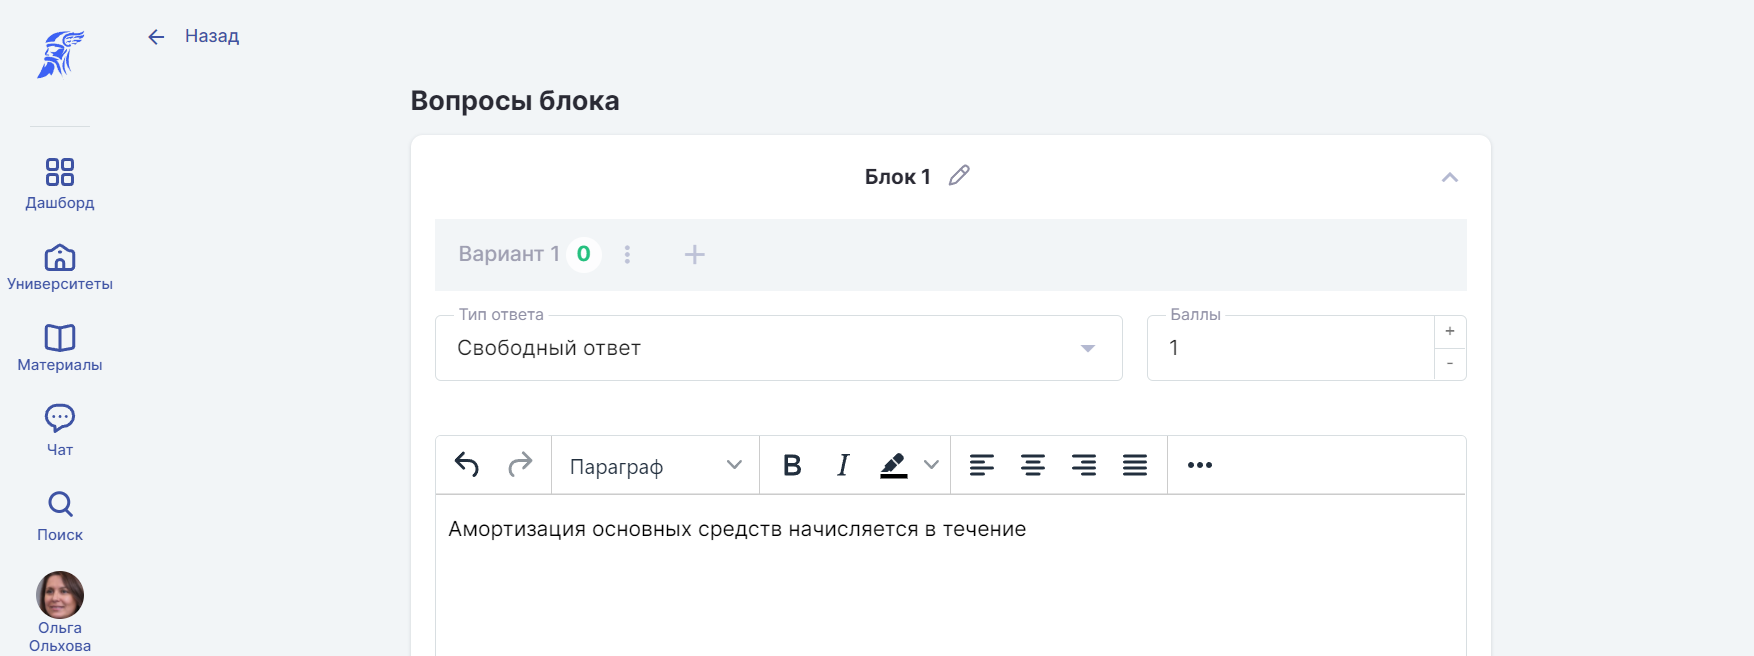 Назад
Вопросы блока
Блок 1
Вариант 1 0
Тип ответа
Свободный ответ
Баллы
1
+
-
Параграф
B I
Амортизация основных средств начисляется в течение
Дашборд
Университеты
Материалы
Чат
Поиск
Ольга
Ольхова